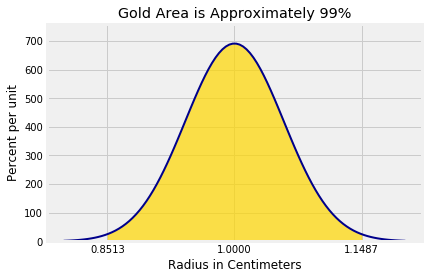 Gold Area is Approximately 99%
Percent per unit
700
600
500
400
300
200
100
0
0.8513 1.0000 1.1487
Radius in Centimeters